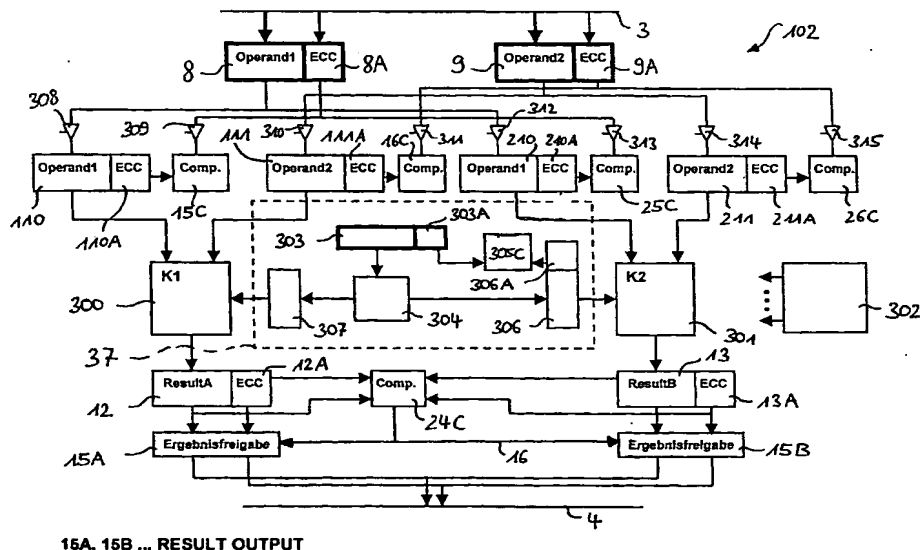 3
102
Operand1 ECC
8 8A
Operand2 ECC
9 9A
308
309
310
311
312
313
314
315
Operand1 ECC
110 110A
Comp.
15C
111 111A
Operand2 ECC
16C
Comp.
210 210A
Operand1 ECC
Comp.
25C
Operand2 ECC
211 211A
Comp.
26C
303 303A
305C
306A
K1
300
307
304
306
K2
301
302
37
12A
ResultA ECC
12
Comp.
24C
13
ResultB ECC
13A
Ergebnisfreigabe
15A
16
Ergebnisfreigabe
15B
4
15A, 15B ... RESULT OUTPUT